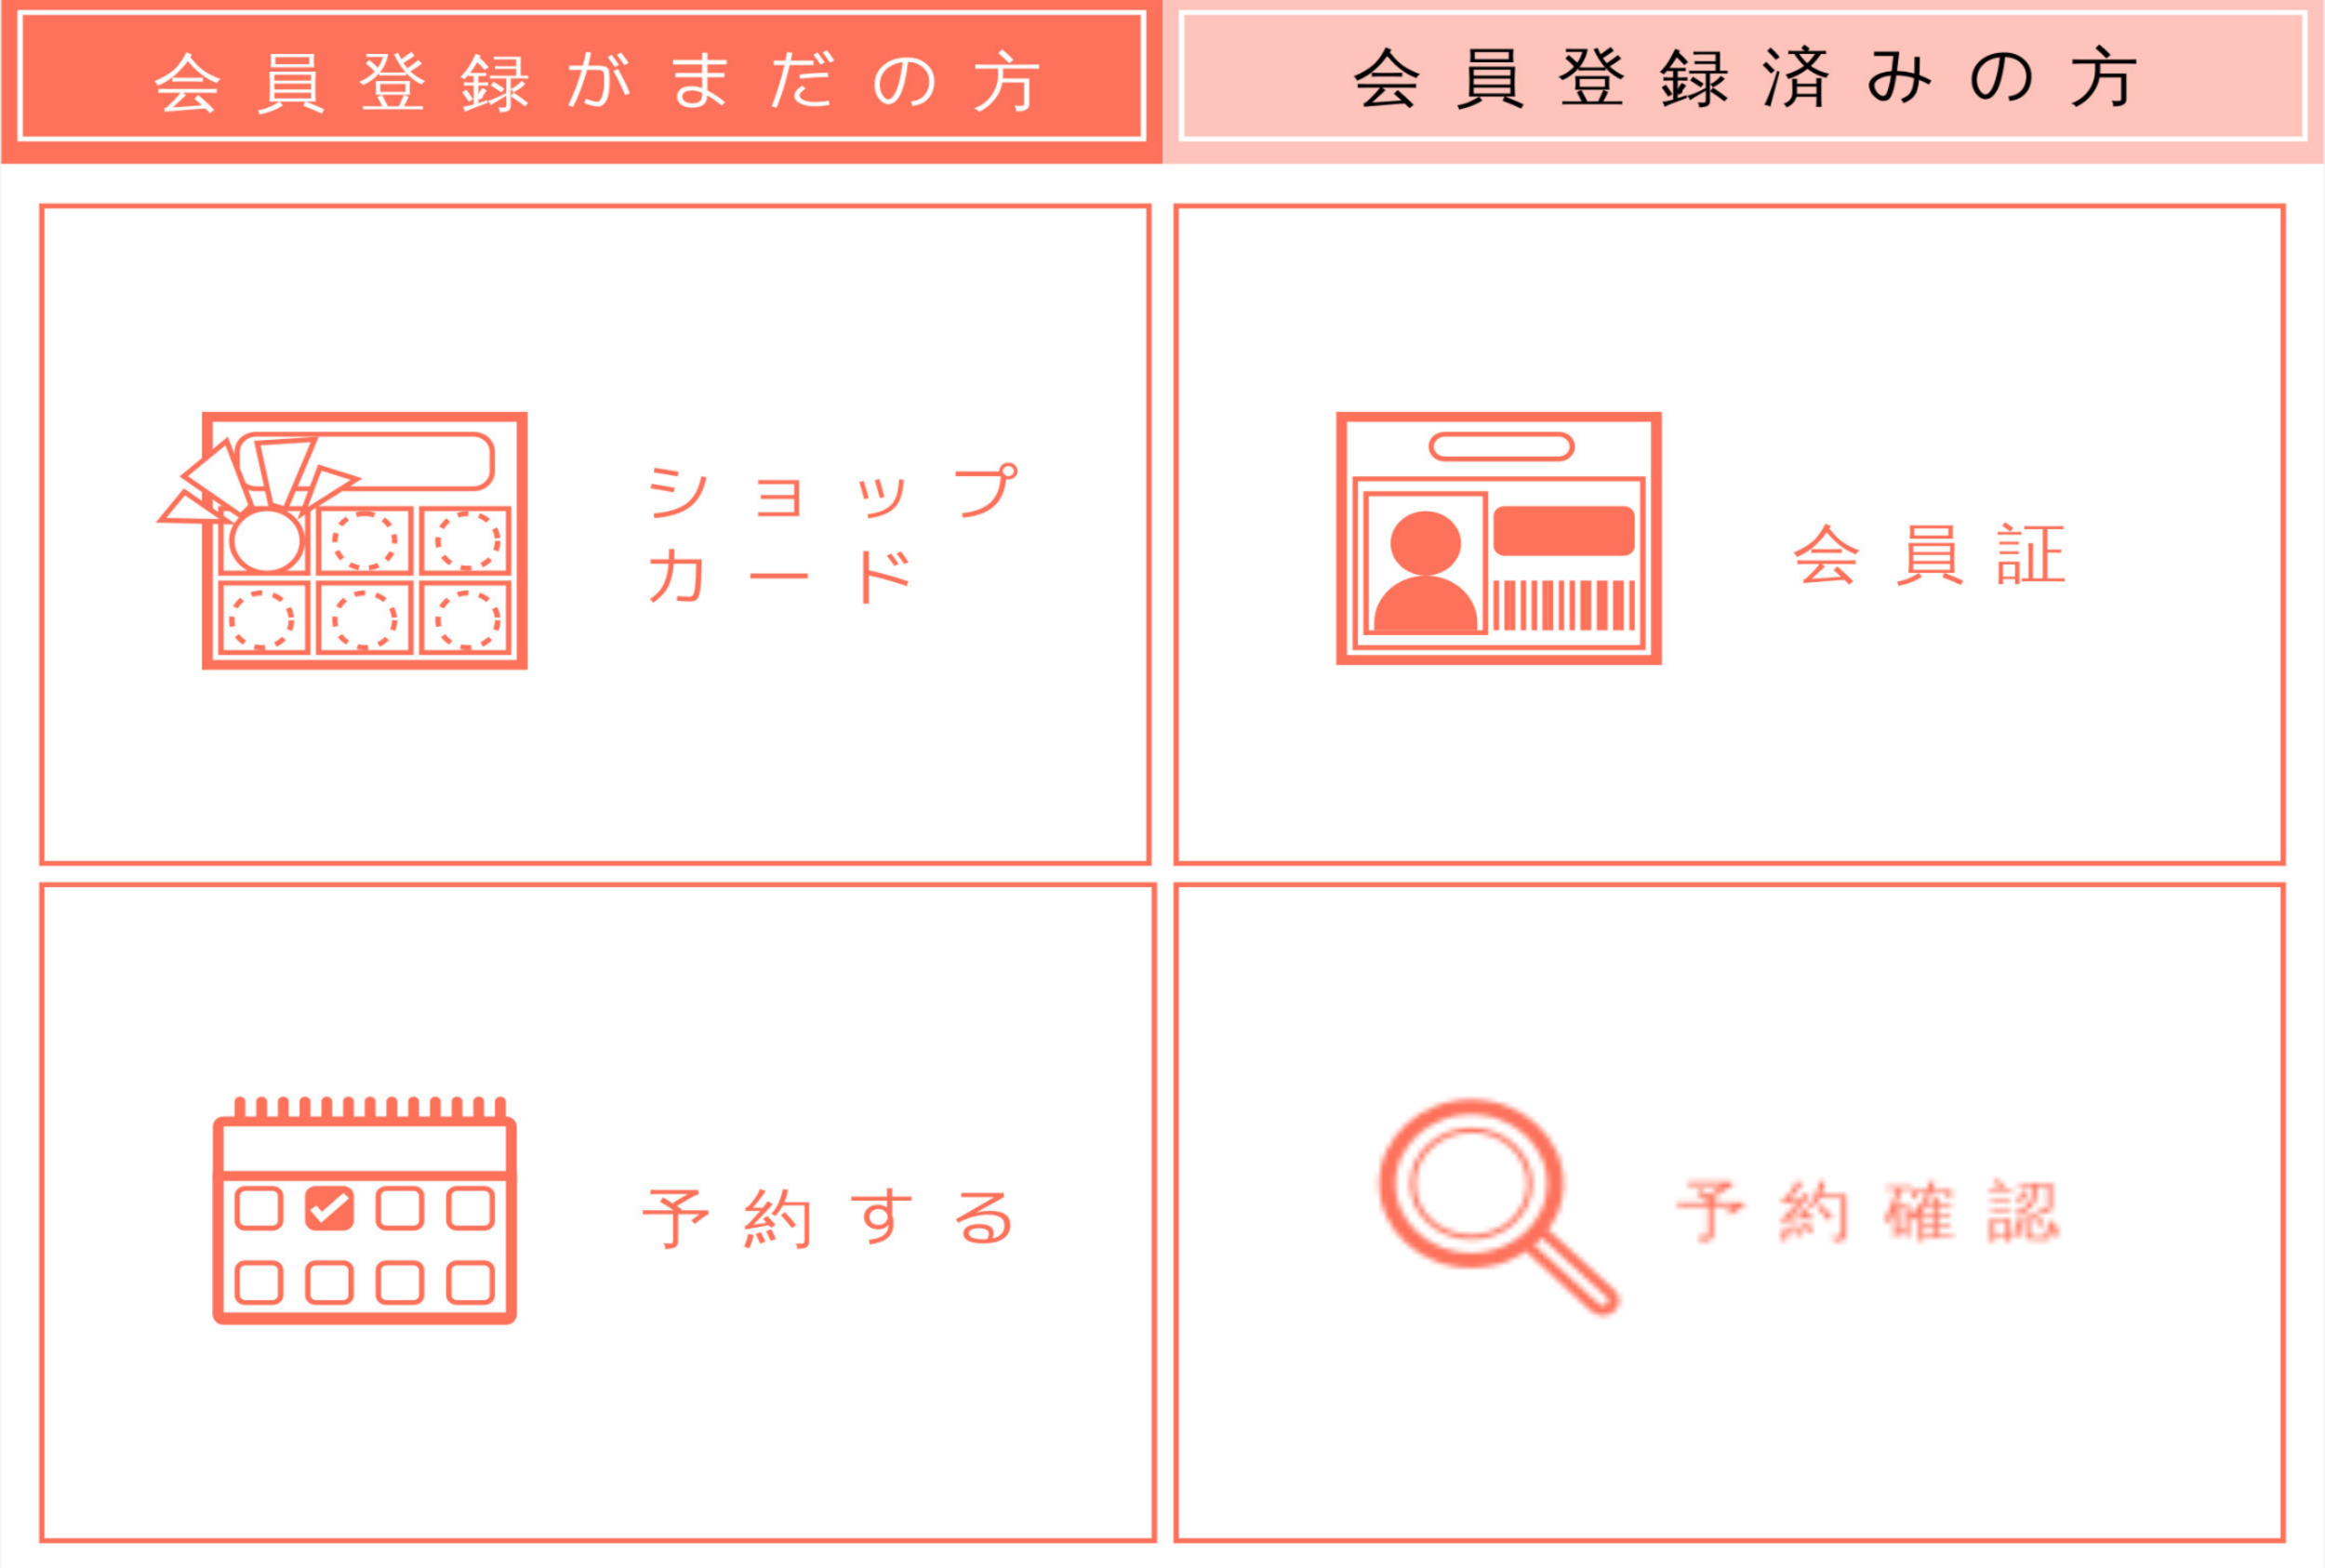 会員登録がまだの方
会員登録済みの方
ショップ
カード
会員証
予約する
予約確認